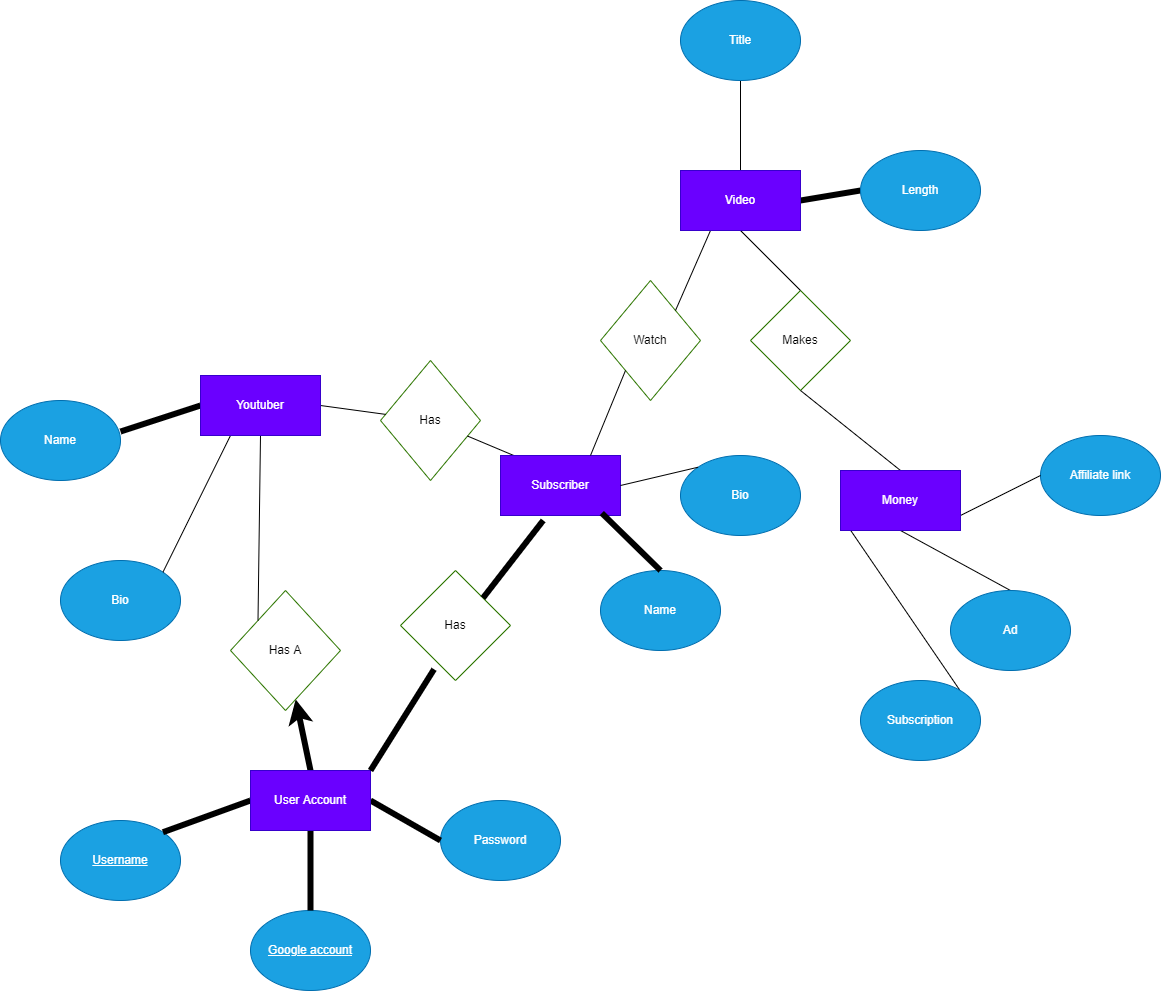 Title
Length
Video
Watch
Makes
Youtuber
Has
Name
Subscriber
Bio
Money
Affiliate link
Bio
Has A
Has
Name
Ad
Subscription
User Account
Username
Password
Google account